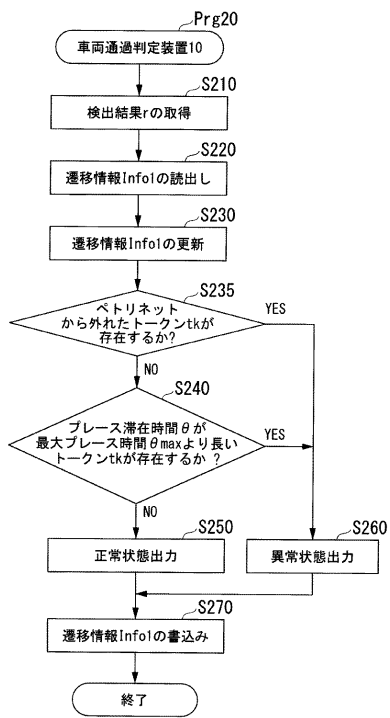 Prg20
車両通過判定装置10
S210
検出結果rの取得
S220
遷移情報Info1の読出し
S230
遷移情報Info1の更新
S235
ペトリネット
から外れたトークンtkが
存在するか?
YES
NO
S240
プレース滞在時間θが
最大プレース時間θmaxより長い
トークンtkが存在するか ?
YES
NO
S250
正常状態出力
S260
異常状態出力
S270
遷移情報Info1の書込み
終了